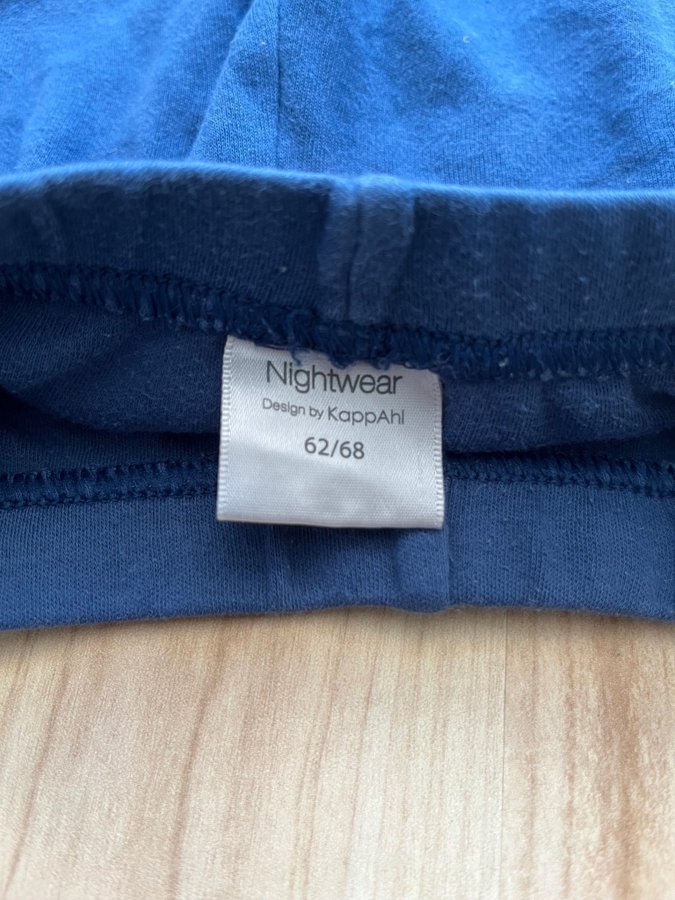 Nightwear
Design by KappAhl
62/68